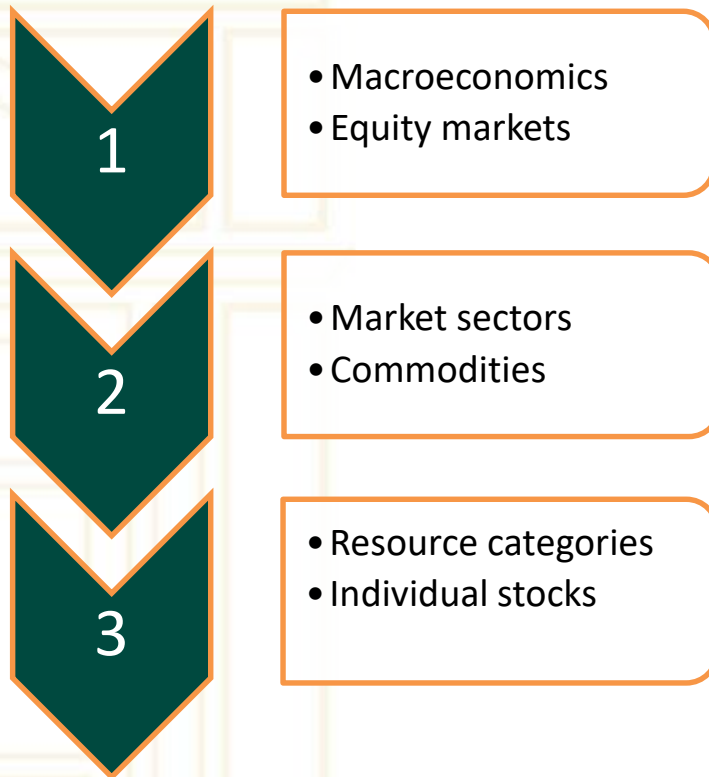 1
• Macroeconomics
• Equity markets
2
• Market sectors
• Commodities
3
• Resource categories
• Individual stocks